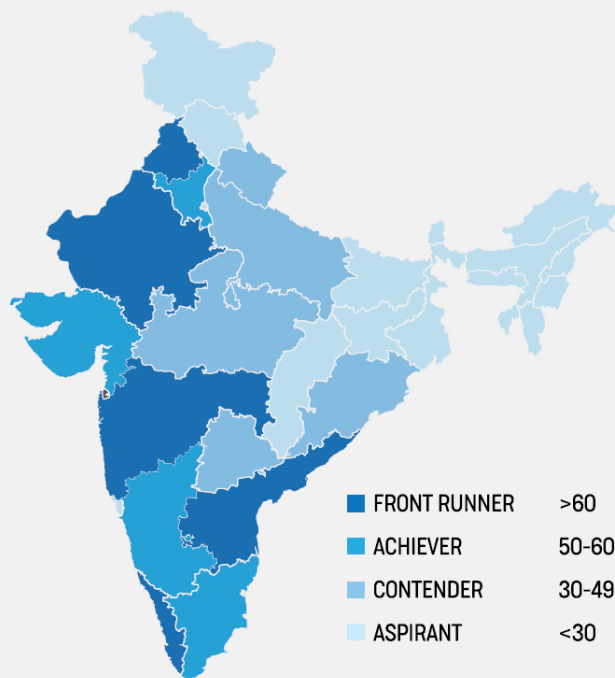 FRONT RUNNER >60
ACHIEVER 50-60
CONTENDER 30-49
ASPIRANT <30